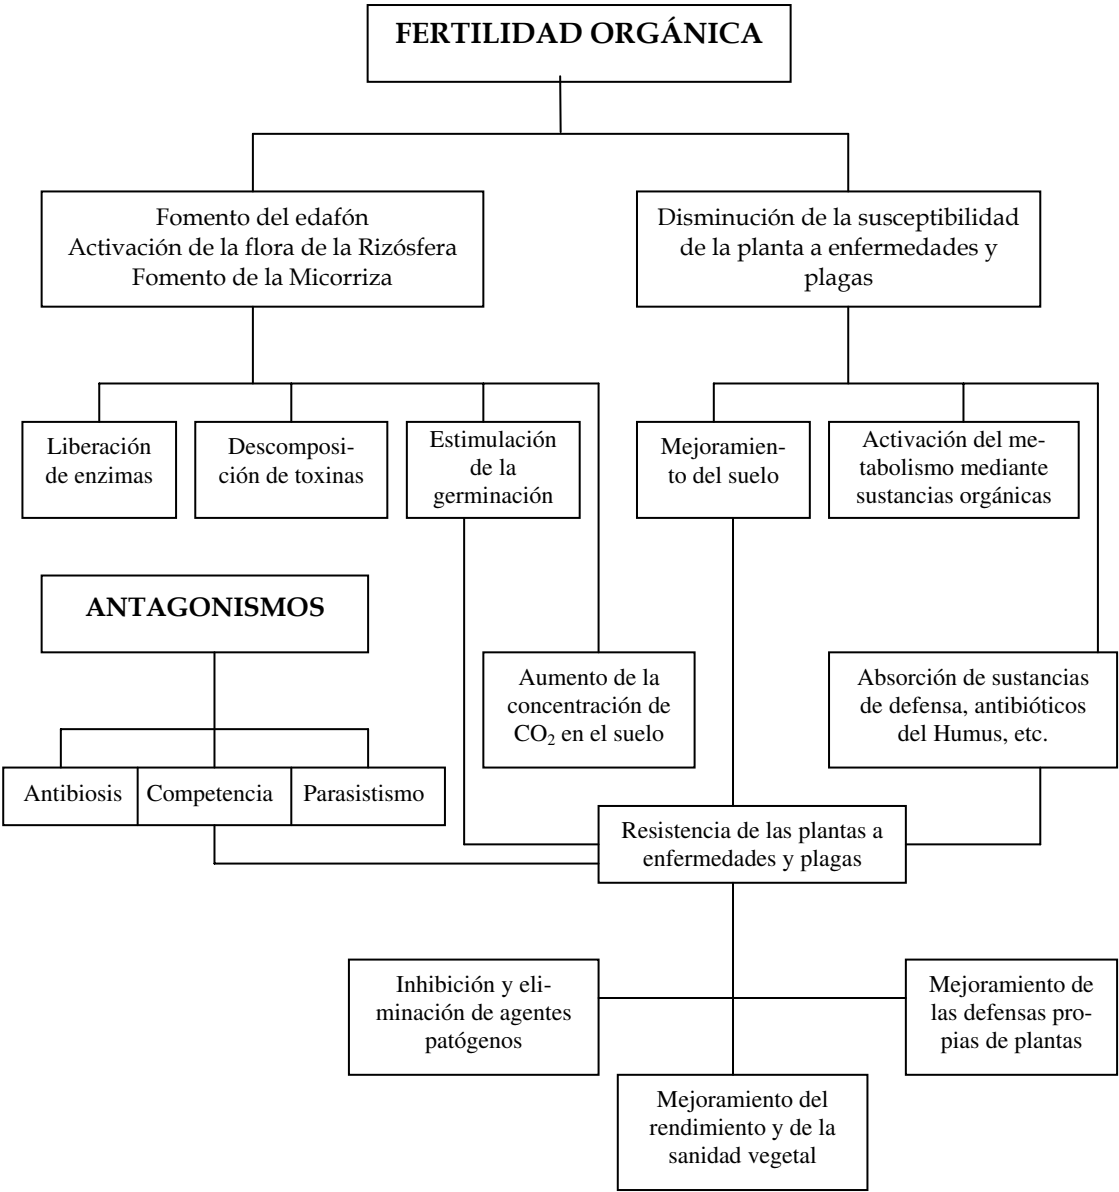 FERTILIDAD ORGÁNICA
Fomento del edafón
Activación de la flora de la Rizósfera
Fomento de la Micorriza
Disminución de la susceptibilidad
de la planta a enfermedades y
plagas
Liberación
de enzimas
Descomposi-
ción de toxinas
Estimulación
de la
germinación
Mejoramien-
to del suelo
Activación del me-
tabolismo mediante
sustancias orgánicas
ANTAGONISMOS
Aumento de la
concentración de
CO₂ en el suelo
Absorción de sustancias
de defensa, antibióticos
del Humus, etc.
Antibiosis
Competencia
Parasistismo
Resistencia de las plantas a
enfermedades y plagas
Inhibición y eli-
minación de agentes
patógenos
Mejoramiento de
las defensas pro-
pias de plantas
Mejoramiento del
rendimiento y de la
sanidad vegetal